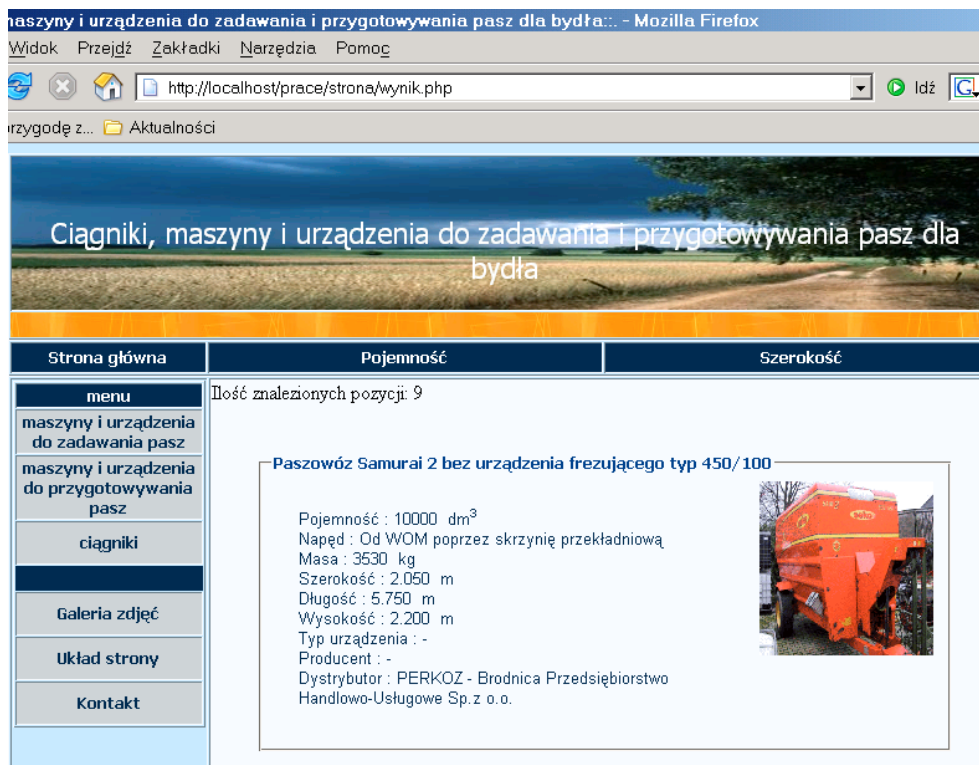 maszyny i urządzenia do zadawania i przygotowywania pasz dla bydła::. - Mozilla Firefox
Widok Przejdź Zakładki Narzędzia Pomoc
http://localhost/prace/strona/wynik.php Idź G
przygodę z... Aktualności
Ciągniki, maszyny i urządzenia do zadawania i przygotowywania pasz dla
bydła
Strona główna Pojemność Szerokość
menu
maszyny i urządzenia
do zadawania pasz
maszyny i urządzenia
do przygotowywania
pasz
ciągniki
Galeria zdjęć
Układ strony
Kontakt
Ilość znalezionych pozycji: 9
Paszowóz Samurai 2 bez urządzenia frezującego typ 450/100
Pojemność : 10000 dm³
Napęd : Od WOM poprzez skrzynię przekładniową
Masa : 3530 kg
Szerokość : 2.050 m
Długość : 5.750 m
Wysokość : 2.200 m
Typ urządzenia : -
Producent : -
Dystrybutor : PERKOZ - Brodnica Przedsiębiorstwo
Handlowo-Usługowe Sp.z o.o.